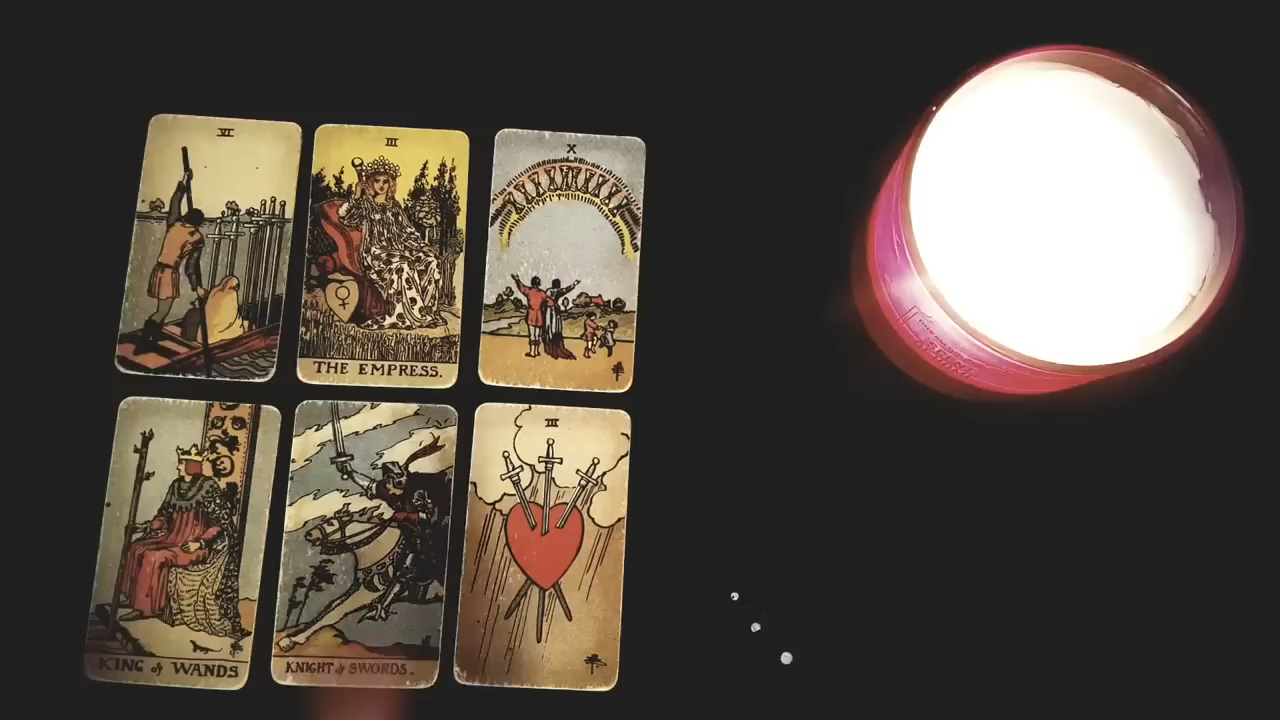 VI
III
X
THE EMPRESS.
KING of WANDS
KNIGHT of SWORDS.
III